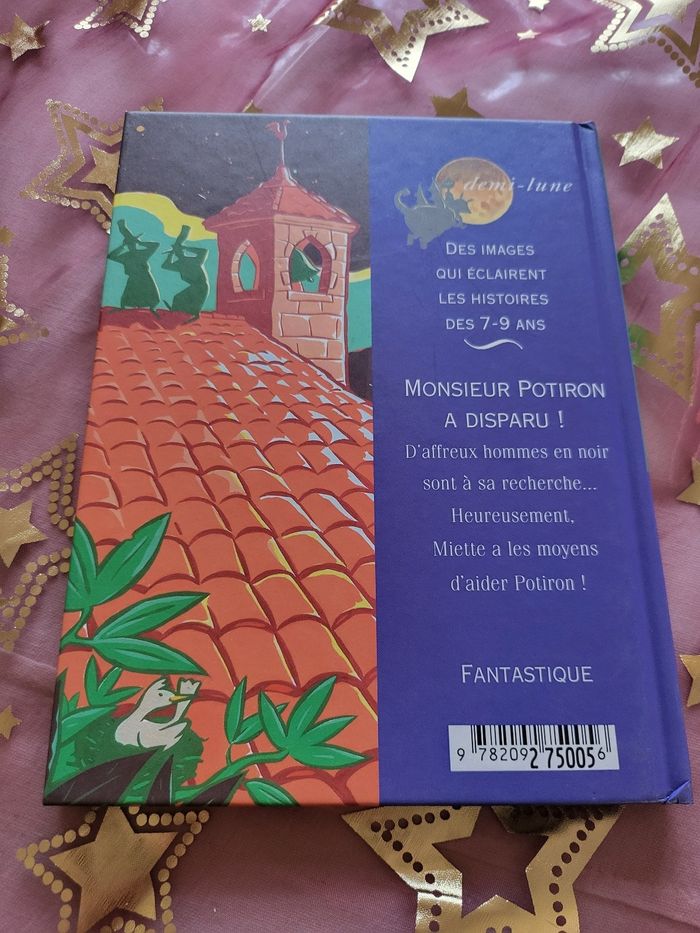 demi-lune
DES IMAGES
QUI ÉCLAIRENT
LES HISTOIRES
DES 7-9 ANS
MONSIEUR POTIRON
A DISPARU !
D'affreux hommes en noir
sont à sa recherche...
Heureusement,
Miette a les moyens
d'aider Potiron !
FANTASTIQUE
9 782092 750056